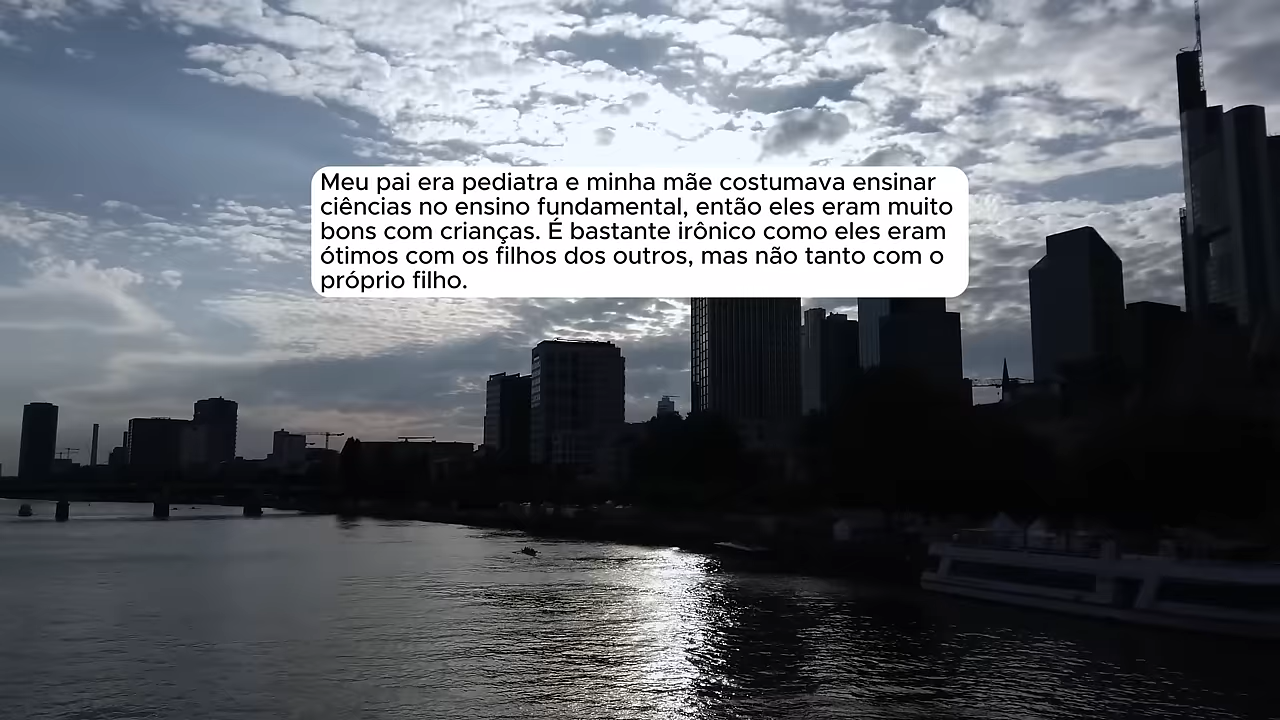 Meu pai era pediatra e minha mãe costumava ensinar
ciências no ensino fundamental, então eles eram muito
bons com crianças. É bastante irônico como eles eram
ótimos com os filhos dos outros, mas não tanto com o
próprio filho.